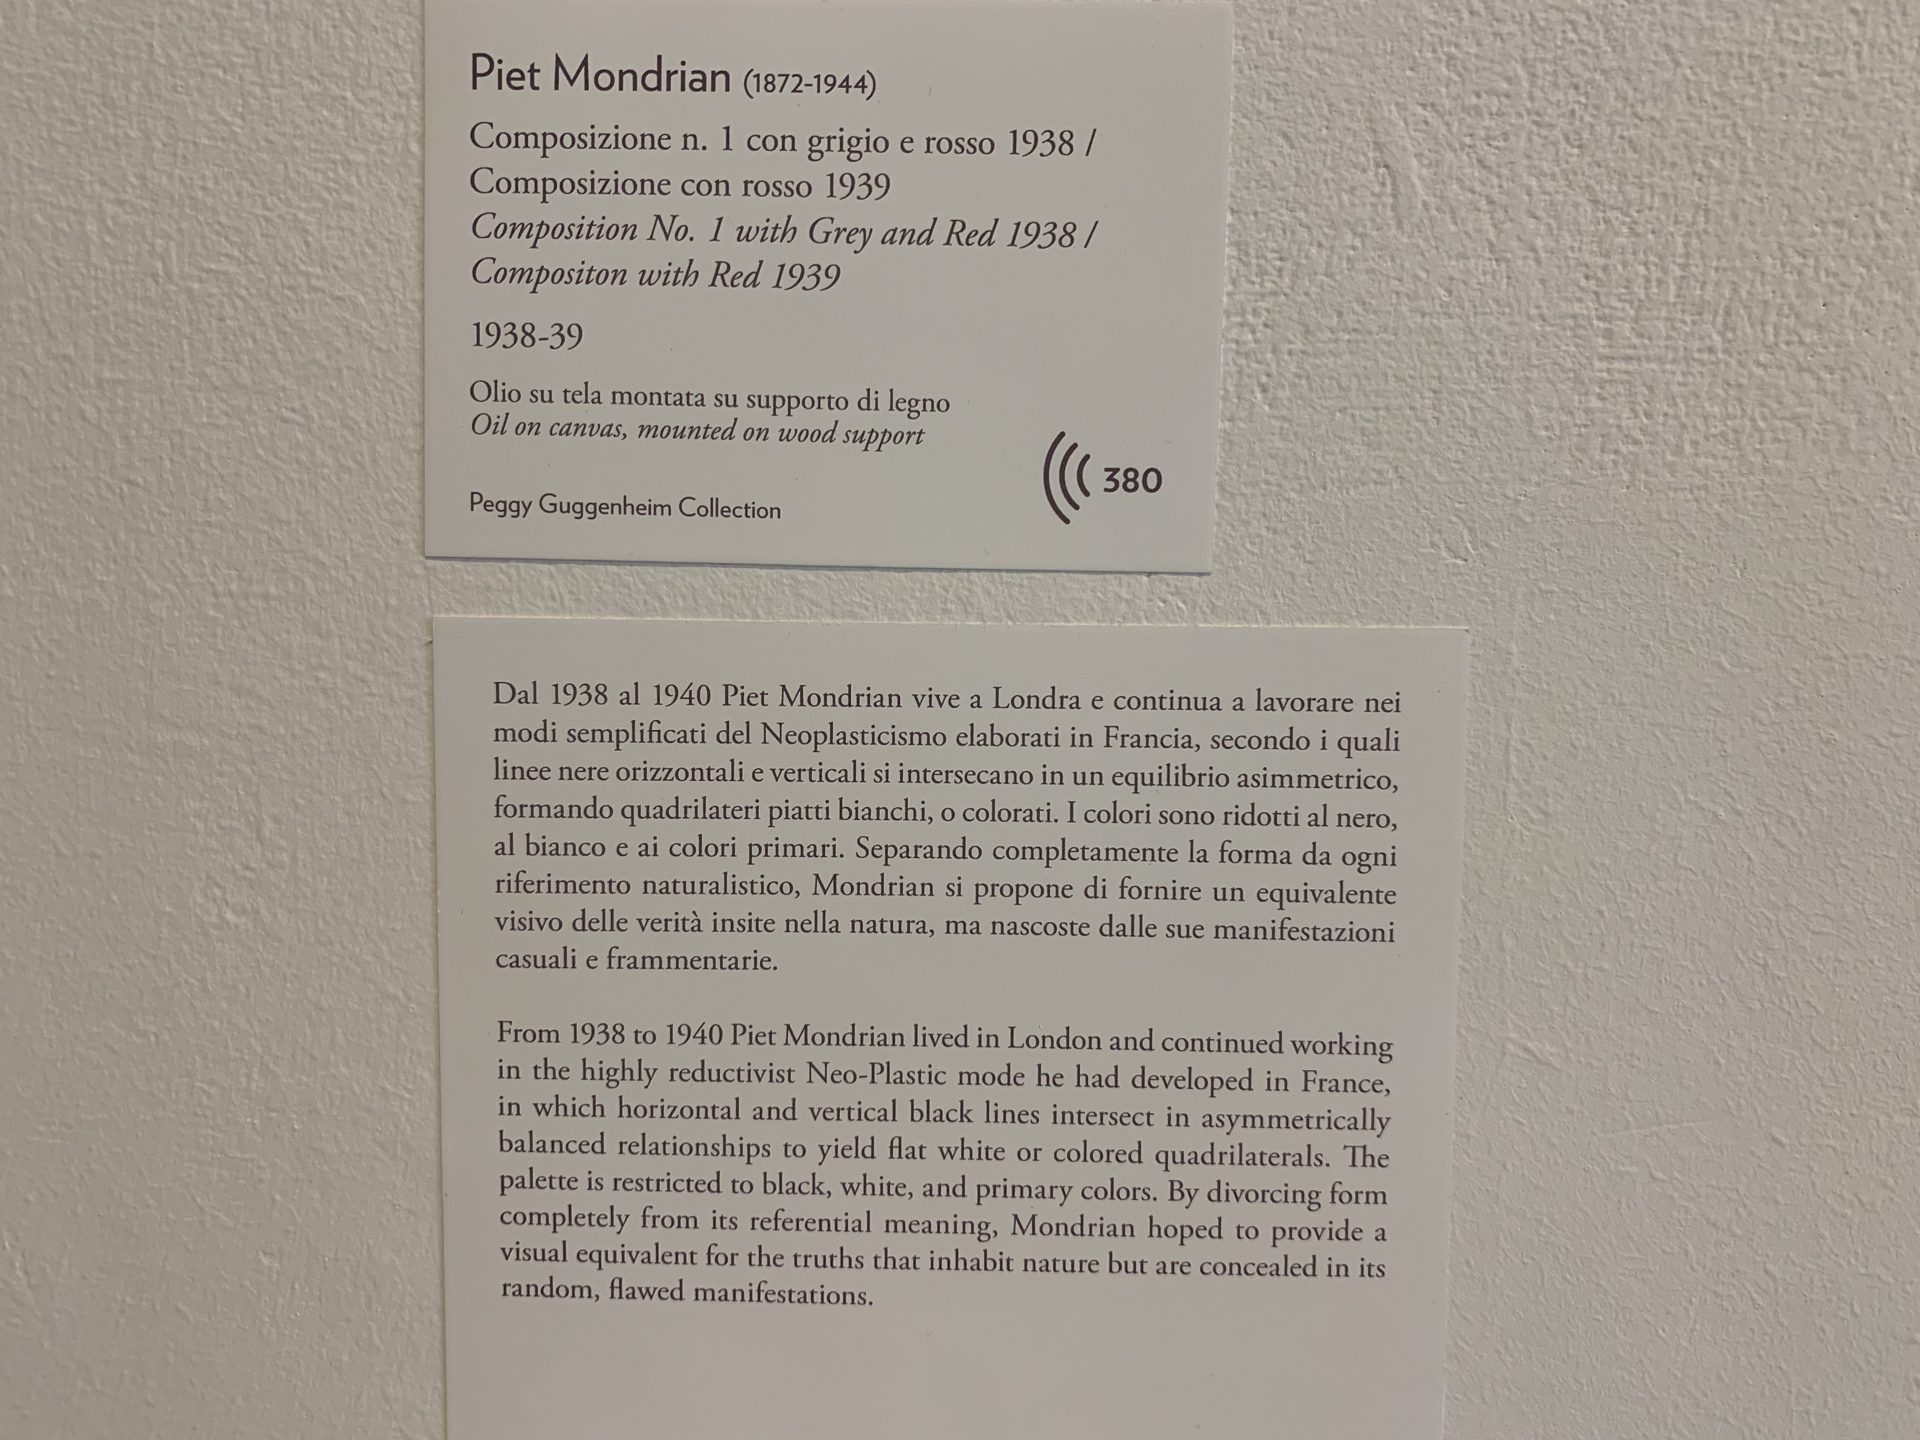 Piet Mondrian (1872-1944)
Composizione n. 1 con grigio e rosso 1938 /
Composizione con rosso 1939
Composition No. 1 with Grey and Red 1938 /
Compositon with Red 1939
1938-39
Olio su tela montata su supporto di legno
Oil on canvas, mounted on wood support
380
Peggy Guggenheim Collection
Dal 1938 al 1940 Piet Mondrian vive a Londra e continua a lavorare nei
modi semplificati del Neoplasticismo elaborati in Francia, secondo i quali
linee nere orizzontali e verticali si intersecano in un equilibrio asimmetrico,
formando quadrilateri piatti bianchi, o colorati. I colori sono ridotti al nero,
al bianco e ai colori primari. Separando completamente la forma da ogni
riferimento naturalistico, Mondrian si propone di fornire un equivalente
visivo delle verità insite nella natura, ma nascoste dalle sue manifestazioni
casuali e frammentarie.
From 1938 to 1940 Piet Mondrian lived in London and continued working
in the highly reductivist Neo-Plastic mode he had developed in France,
in which horizontal and vertical black lines intersect in asymmetrically
balanced relationships to yield flat white or colored quadrilaterals. The
palette is restricted to black, white, and primary colors. By divorcing form
completely from its referential meaning, Mondrian hoped to provide a
visual equivalent for the truths that inhabit nature but are concealed in its
random, flawed manifestations.